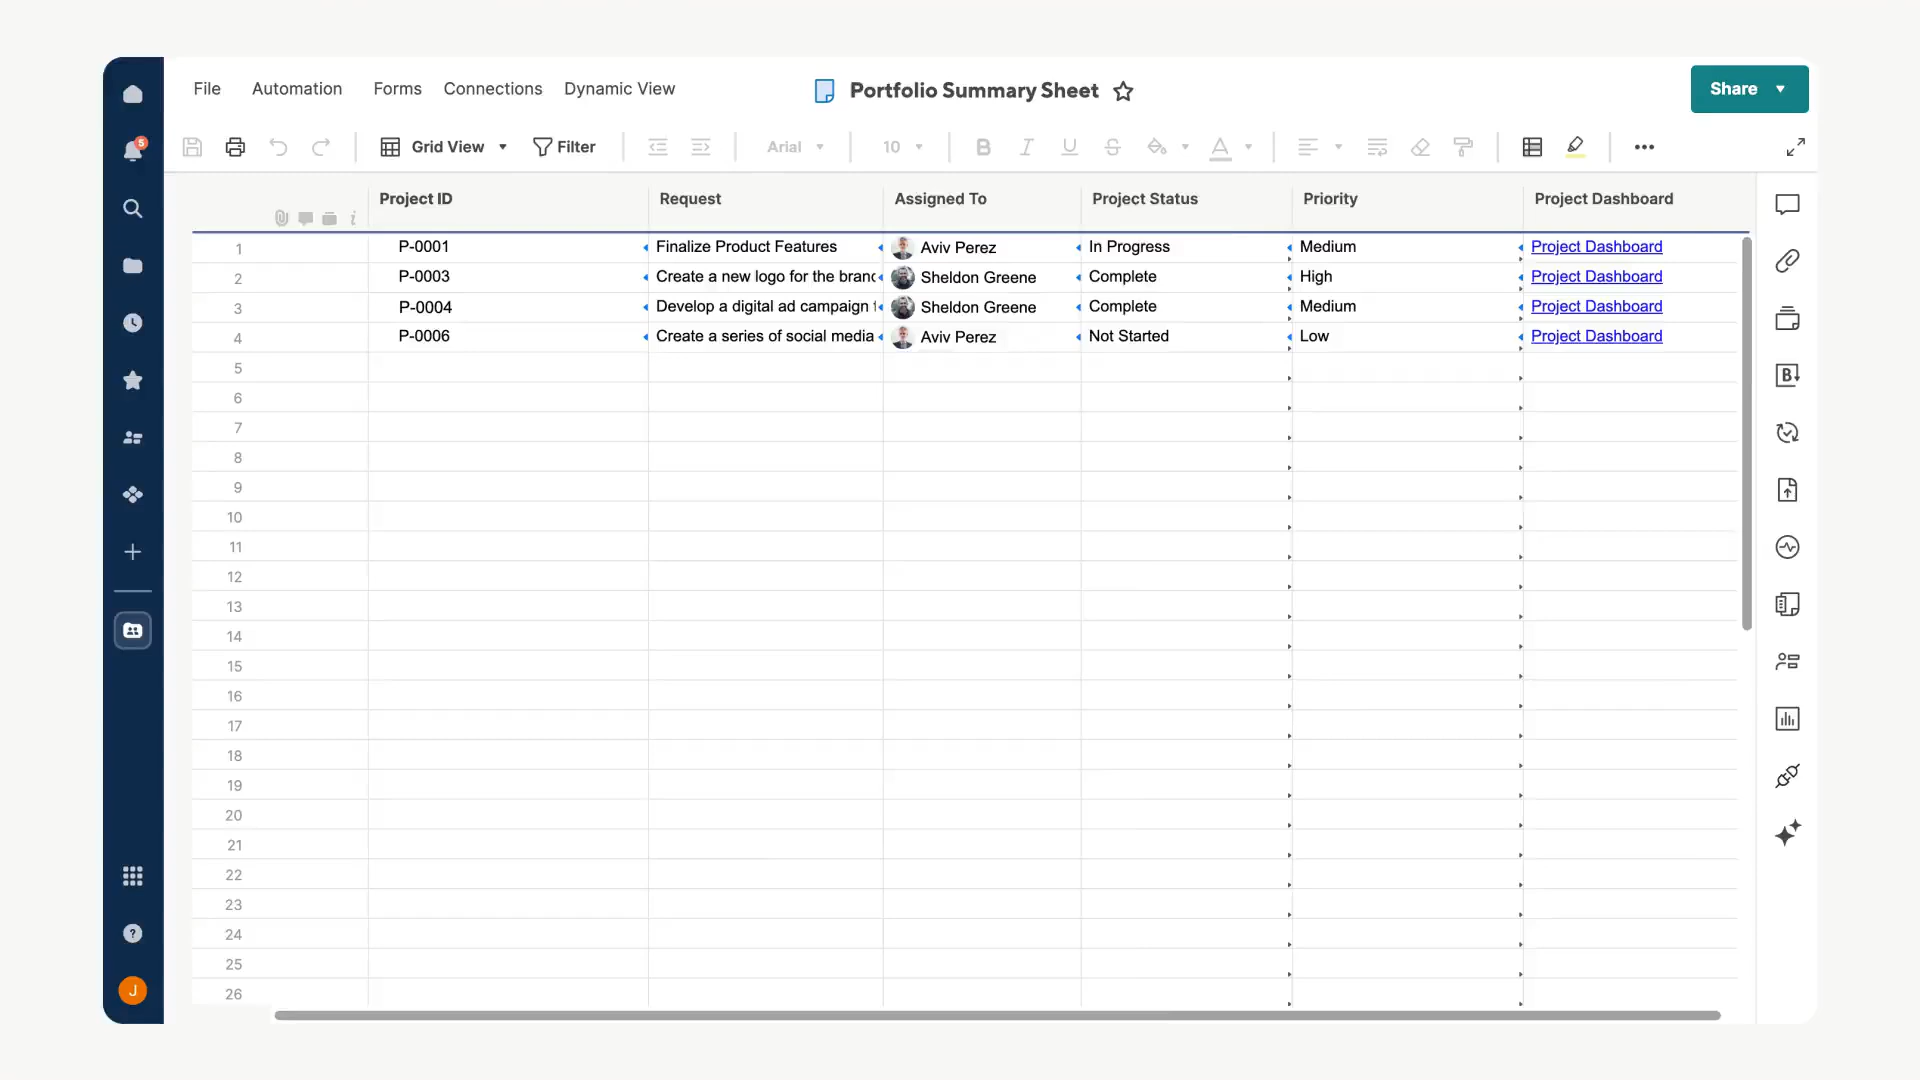 File Automation Forms Connections Dynamic View Portfolio Summary Sheet Share
5
Grid View Filter Arial 10 B I U S A
Project ID Request Assigned To Project Status Priority Project Dashboard
1 P-0001 Finalize Product Features Aviv Perez In Progress Medium Project Dashboard
2 P-0003 Create a new logo for the branc Sheldon Greene Complete High Project Dashboard
3 P-0004 Develop a digital ad campaign Sheldon Greene Complete Medium Project Dashboard
4 P-0006 Create a series of social media Aviv Perez Not Started Low Project Dashboard
5
6
7
8
9
10
11
12
13
14
15
16
17
18
19
20
21
22
23
24
25
26
J